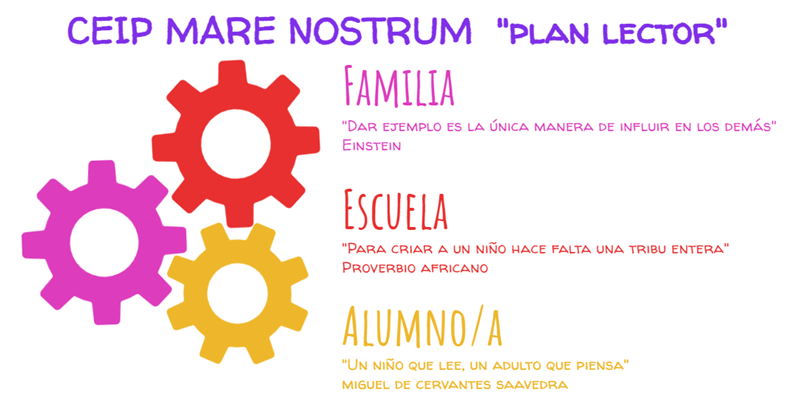 CEIP MARE NOSTRUM "PLAN LECTOR"
FAMILIA
"DAR EJEMPLO ES LA ÚNICA MANERA DE INFLUIR EN LOS DEMÁS"
EINSTEIN
ESCUELA
"PARA CRIAR A UN NIÑO HACE FALTA UNA TRIBU ENTERA"
PROVERBIO AFRICANO
ALUMNO/A
"UN NIÑO QUE LEE, UN ADULTO QUE PIENSA"
MIGUEL DE CERVANTES SAAVEDRA